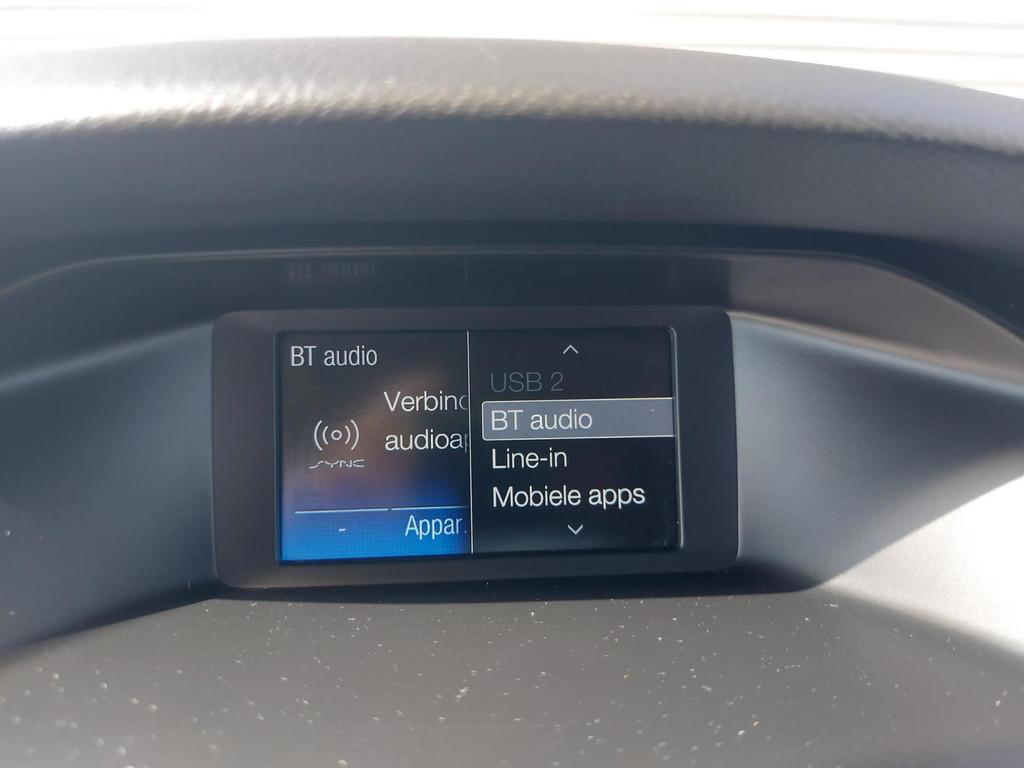 BT audio
Verbind
audioap
SYNC
-
Appar.
USB 2
BT audio
Line-in
Mobiele apps